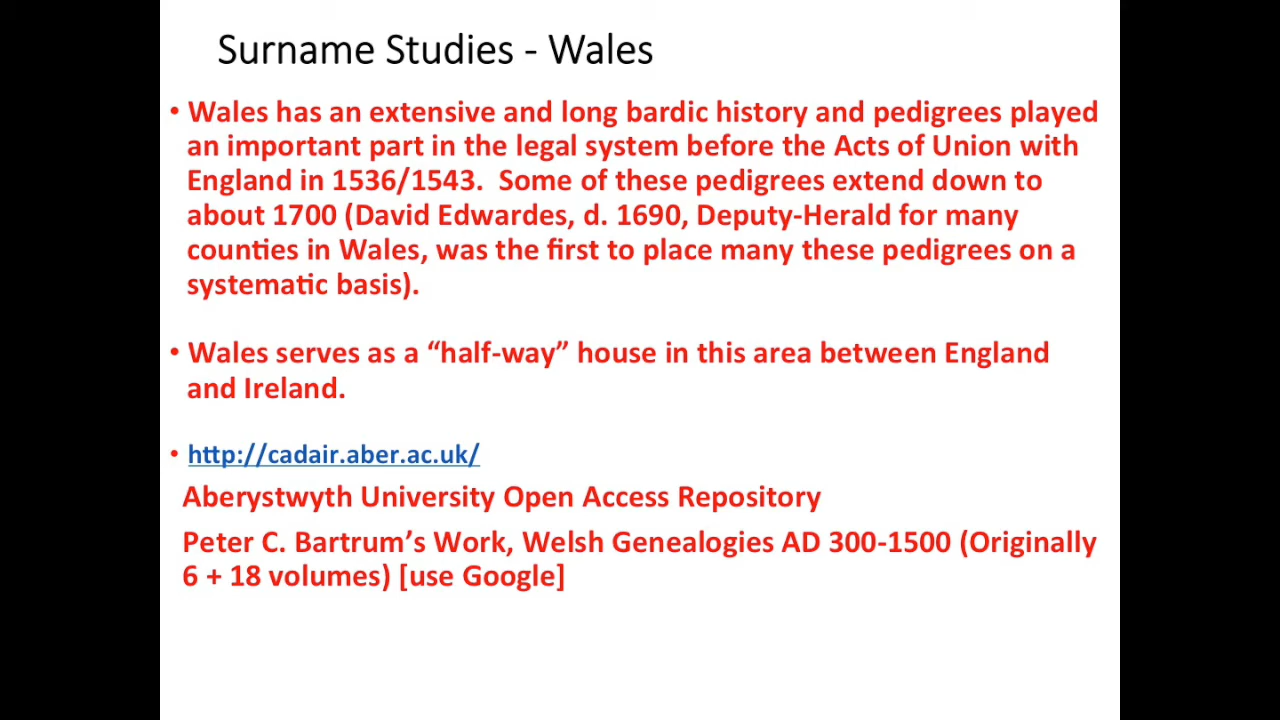 Surname Studies - Wales
• Wales has an extensive and long bardic history and pedigrees played
an important part in the legal system before the Acts of Union with
England in 1536/1543.  Some of these pedigrees extend down to
about 1700 (David Edwardes, d. 1690, Deputy-Herald for many
counties in Wales, was the first to place many these pedigrees on a
systematic basis).
• Wales serves as a “half-way” house in this area between England
and Ireland.
• http://cadair.aber.ac.uk/
Aberystwyth University Open Access Repository
Peter C. Bartrum’s Work, Welsh Genealogies AD 300-1500 (Originally
6 + 18 volumes) [use Google]